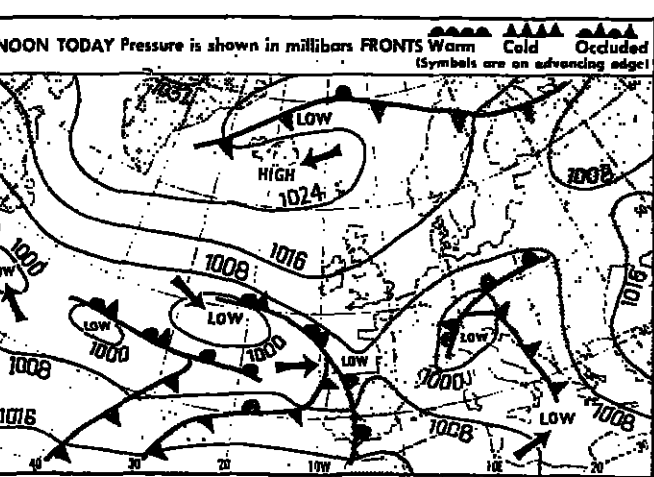 NOON TODAY Pressure is shown in millibars FRONTS Warm Cold Occluded
(Symbols are on advancing edge)
1032
LOW
HIGH
1024
1008
1016
1016
1008
1000
LOW
LOW
1000
LOW
1000
LOW
LOW
1000
1008
1016
1008
1008
LOW
40 30 20 10W 10E 20